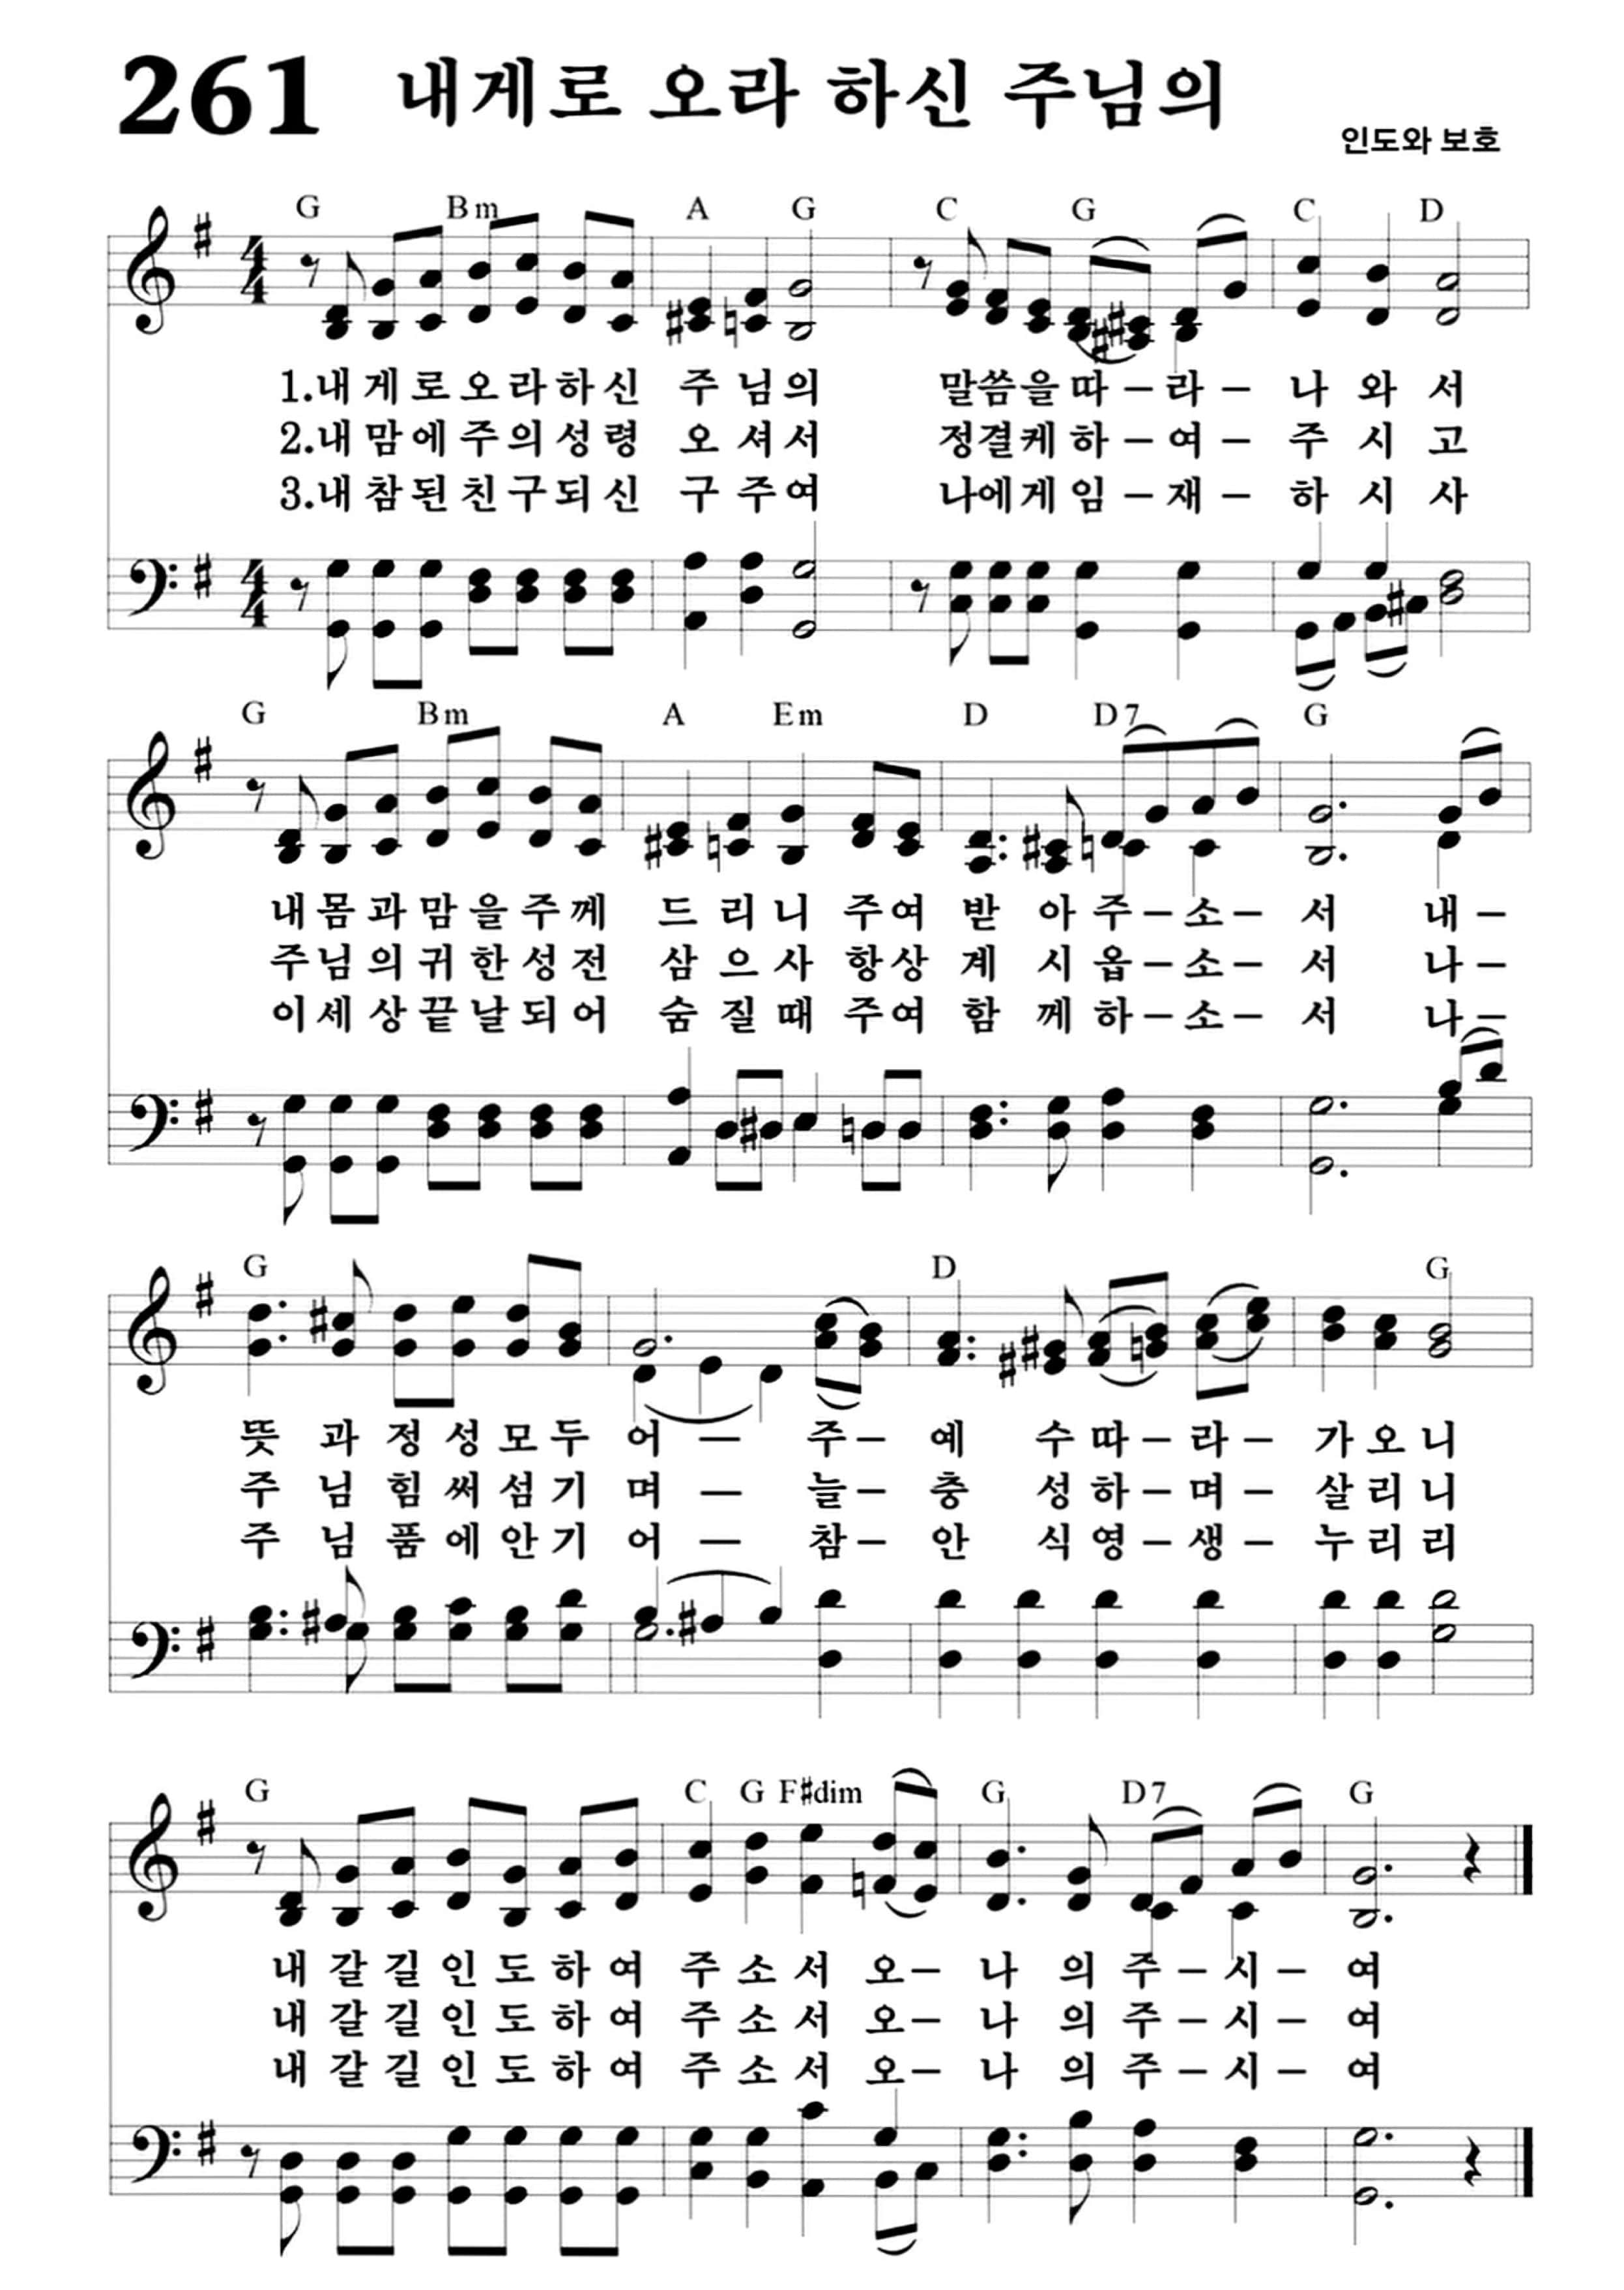 261 내게로 오라 하신 주님의
인도와 보호
G Bm A G C G C D
1.내게로오라하신 주님의 말씀을따-라- 나와서
2.내맘에주의성령 오셔서 정결케하-여- 주시고
3.내참된친구되신 구주여 나에게임-재- 하시사
G Bm A Em D D7 G
내몸과맘을주께 드리니 주여 받아주-소- 서 내-
주님의귀한성전 삼으사 항상 계시옵-소- 서 나-
이세상끝날되어 숨질때 주여 함께하-소- 서 나-
G D G
뜻과정성모두어- 주- 예수따-라- 가오니
주님힘써섬기며- 늘- 충성하-며- 살리니
주님품에안기어- 참- 안식영-생- 누리리
G C G F#dim G D7 G
내갈길인도하여 주소서 오- 나의주-시- 여
내갈길인도하여 주소서 오- 나의주-시- 여
내갈길인도하여 주소서 오- 나의주-시- 여